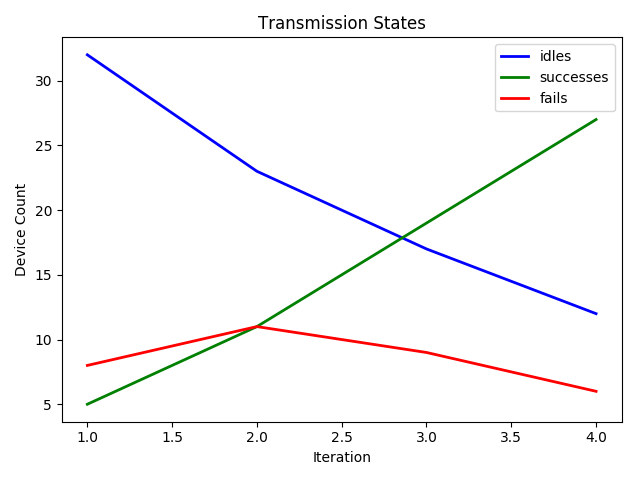 Transmission States
idles
successes
fails
Device Count
30
25
20
15
10
5
1.0 1.5 2.0 2.5 3.0 3.5 4.0
Iteration